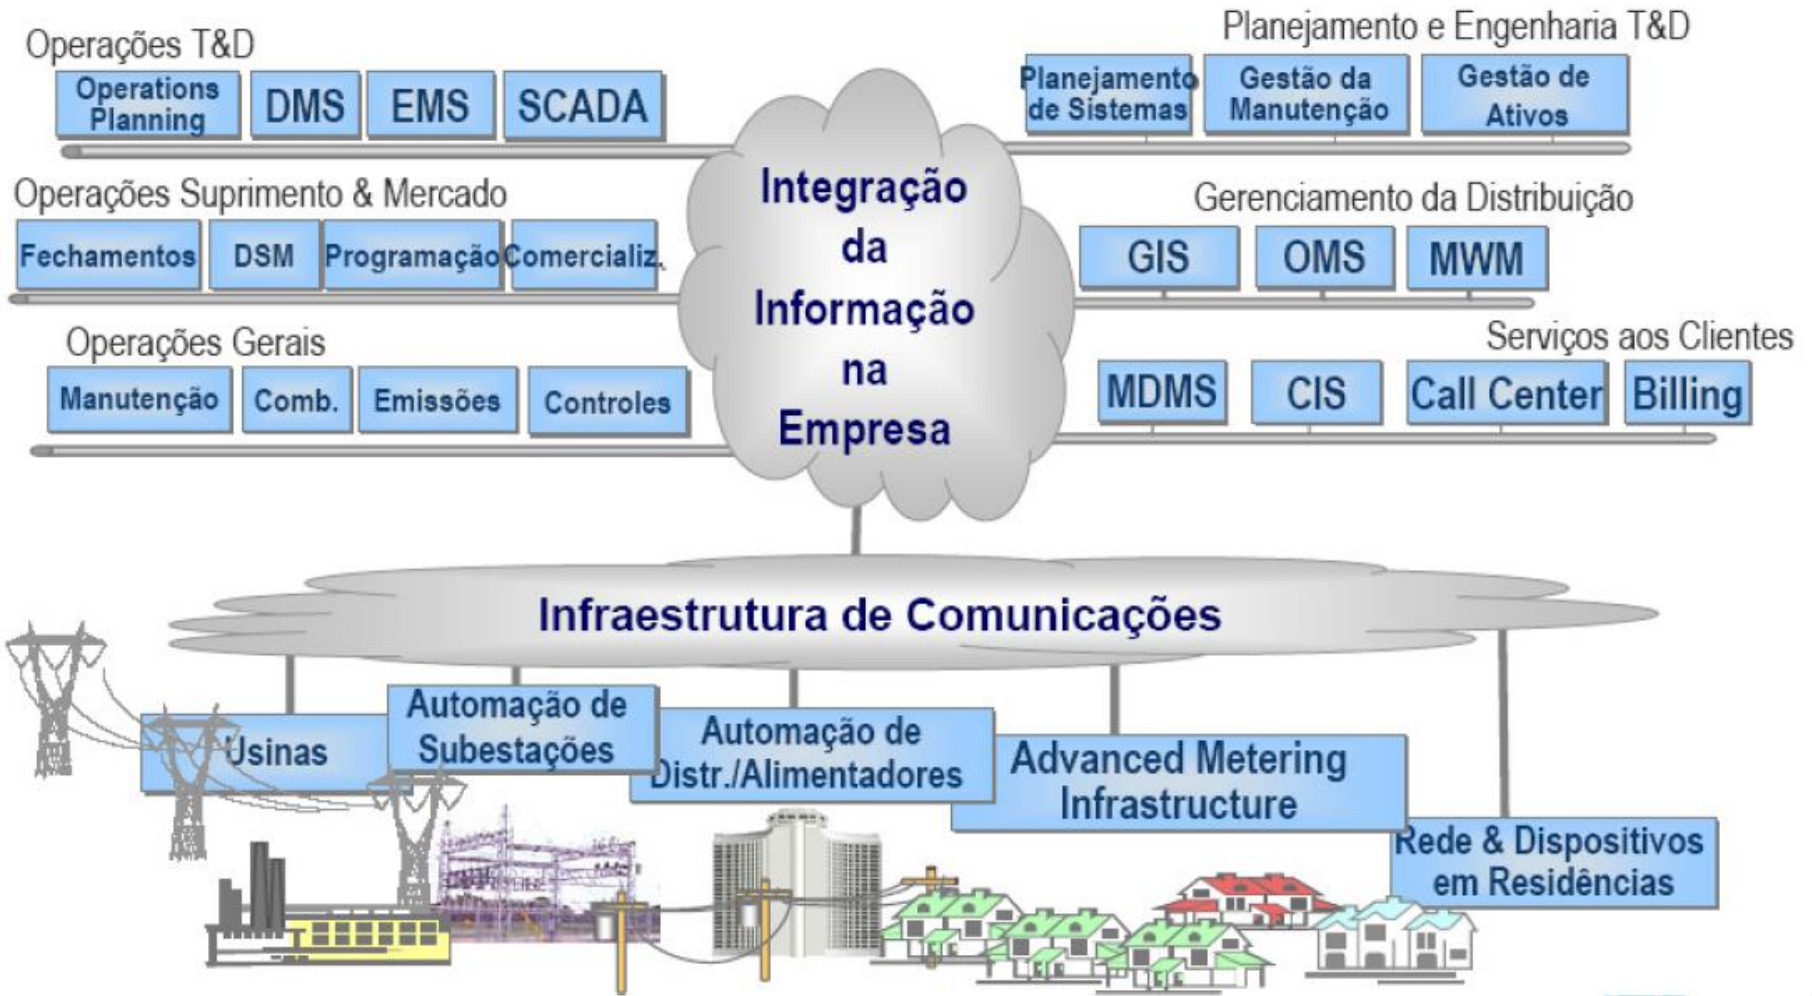 Operações T&D
Operations
Planning
DMS
EMS
SCADA
Operações Suprimento & Mercado
Fechamentos
DSM
Programação
Comercializ.
Operações Gerais
Manutenção
Comb.
Emissões
Controles
Integração
da
Informação
na
Empresa
Planejamento e Engenharia T&D
Planejamento
de Sistemas
Gestão da
Manutenção
Gestão de
Ativos
Gerenciamento da Distribuição
GIS
OMS
MWM
Serviços aos Clientes
MDMS
CIS
Call Center
Billing
Infraestrutura de Comunicações
Usinas
Automação de
Subestações
Automação de
Distr./Alimentadores
Advanced Metering
Infrastructure
Rede & Dispositivos
em Residências